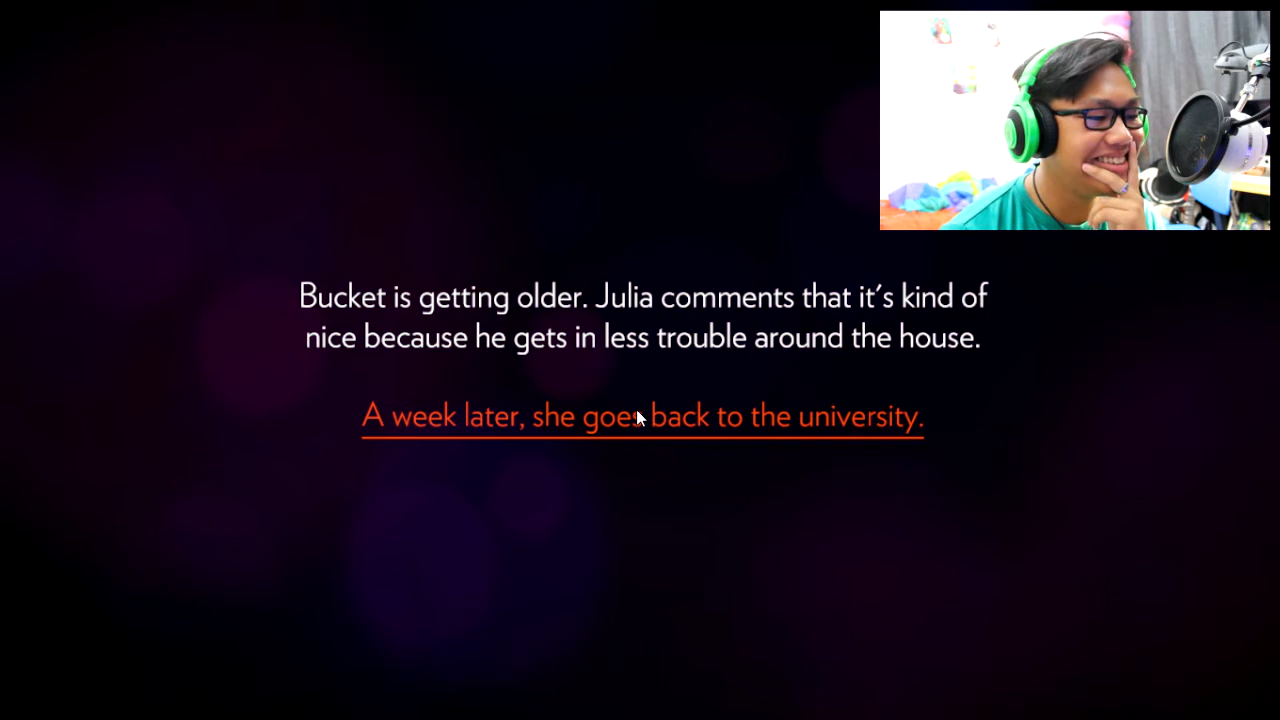 Bucket is getting older. Julia comments that it's kind of
nice because he gets in less trouble around the house.
A week later, she goes back to the university.